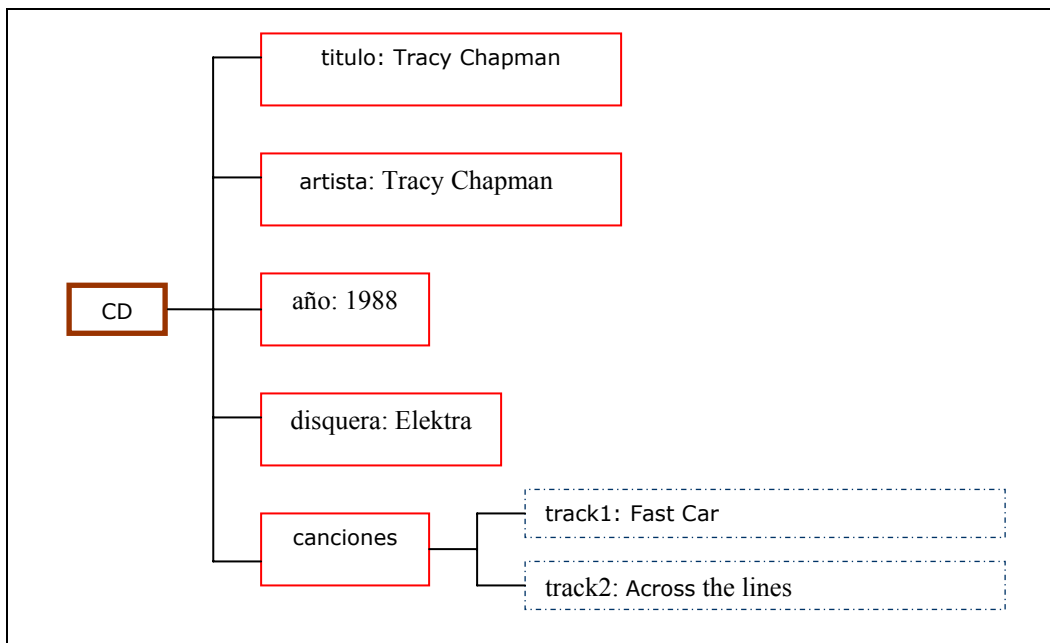 titulo: Tracy Chapman
artista: Tracy Chapman
año: 1988
CD
disquera: Elektra
canciones
track1: Fast Car
track2: Across the lines